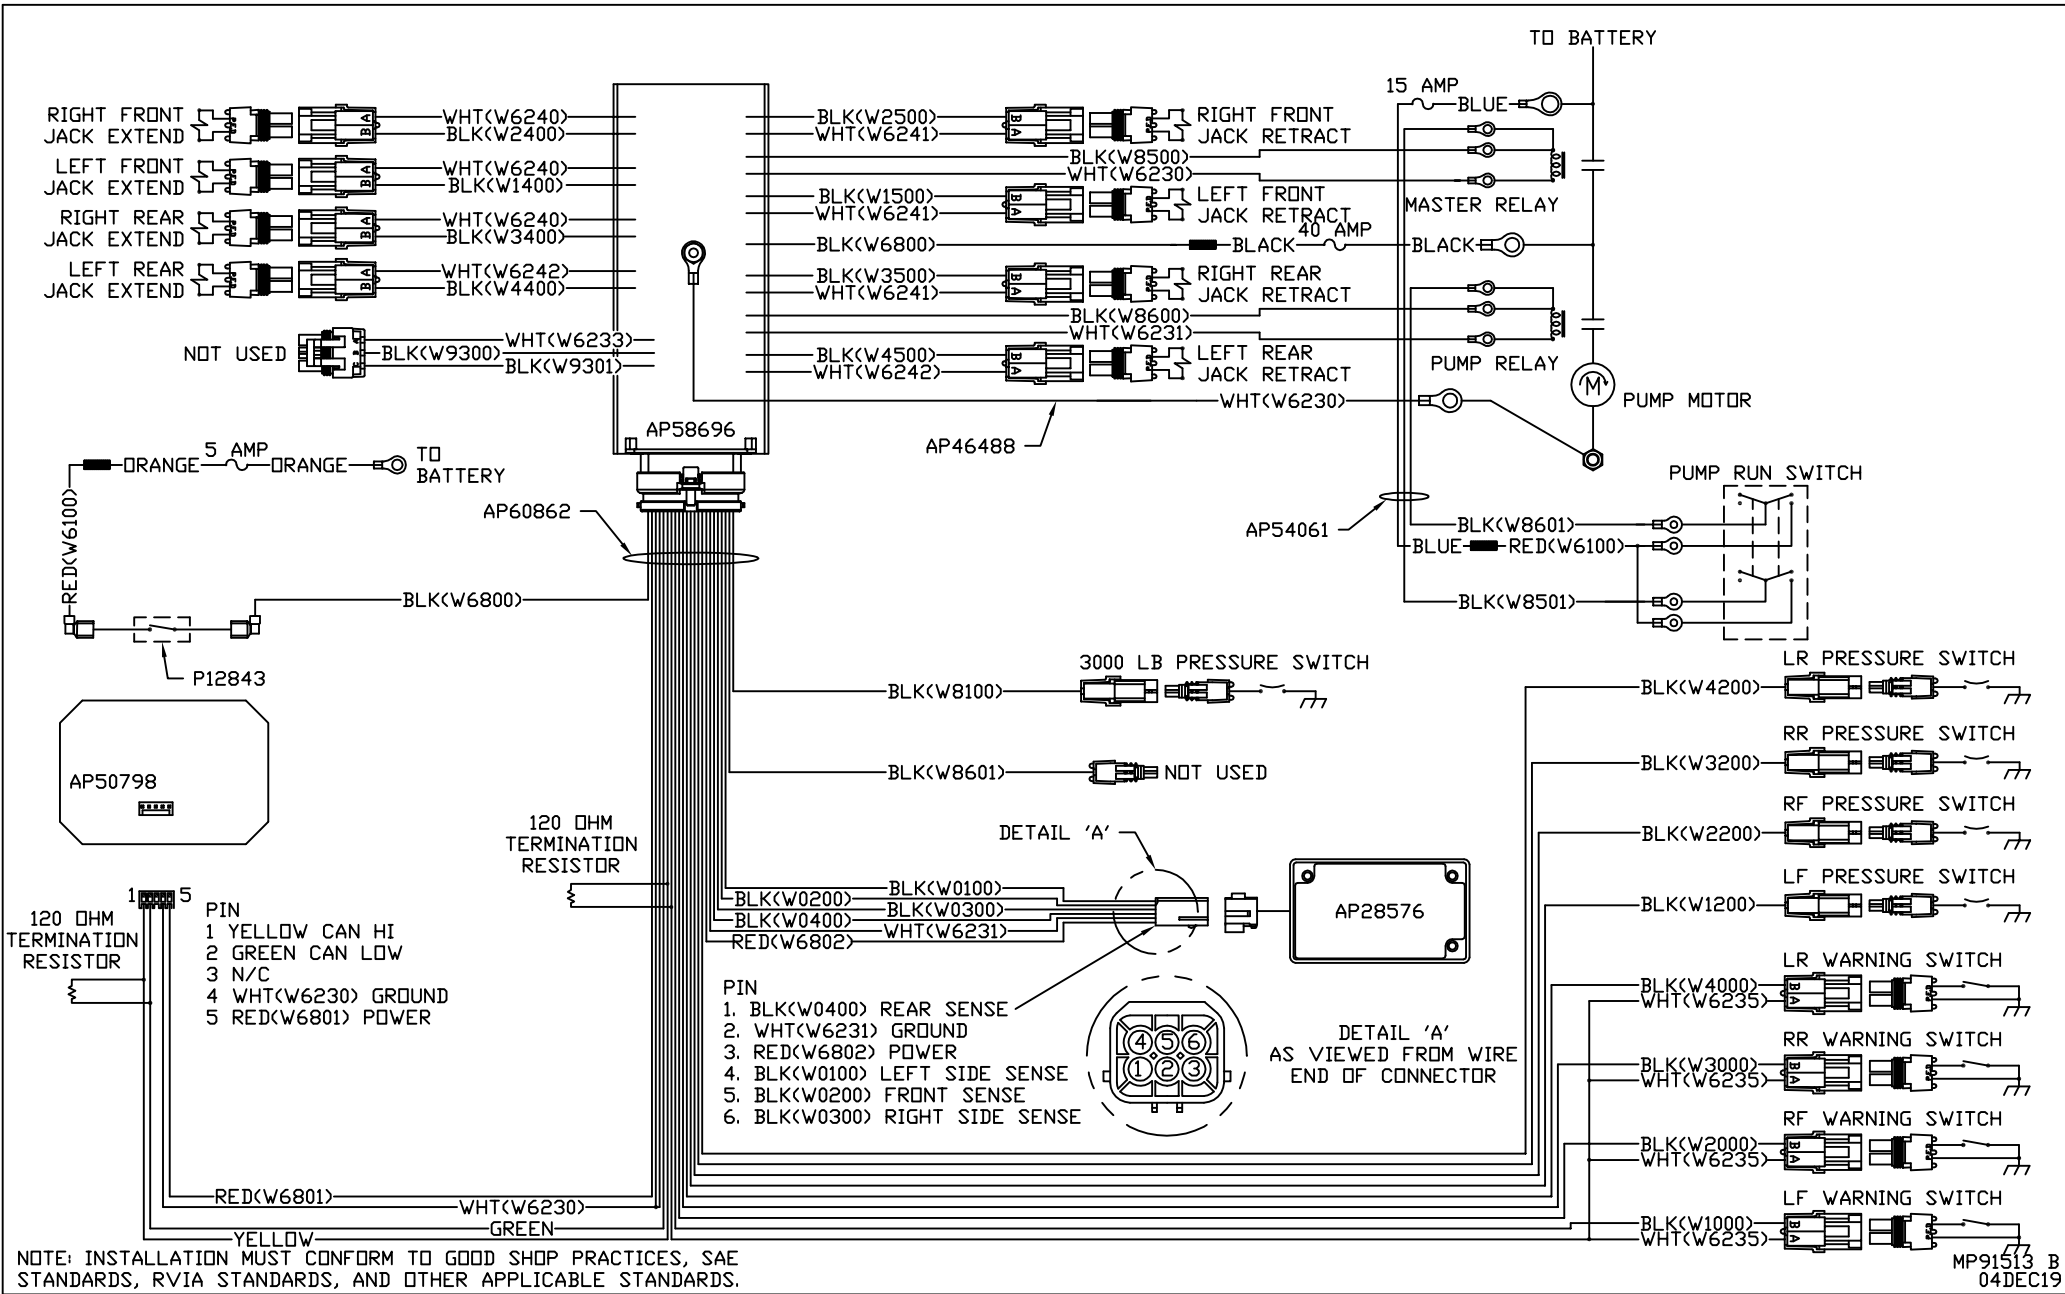 TO BATTERY
15 AMP
BLUE
RIGHT FRONT
JACK EXTEND
WHT(W6240)
BLK(W2400)
A
B
LEFT FRONT
JACK EXTEND
WHT(W6240)
BLK(W1400)
A
B
RIGHT REAR
JACK EXTEND
WHT(W6240)
BLK(W3400)
A
B
LEFT REAR
JACK EXTEND
WHT(W6242)
BLK(W4400)
A
B
NOT USED
WHT(W6233)
BLK(W9300)
BLK(W9301)
AP58696
BLK(W2500)
WHT(W6241)
B
A
RIGHT FRONT
JACK RETRACT
BLK(W8500)
WHT(W6230)
BLK(W1500)
WHT(W6241)
B
A
LEFT FRONT
JACK RETRACT
MASTER RELAY
BLK(W6800)
BLACK
40 AMP
BLACK
BLK(W3500)
WHT(W6241)
B
A
RIGHT REAR
JACK RETRACT
BLK(W8600)
WHT(W6231)
BLK(W4500)
WHT(W6242)
B
A
LEFT REAR
JACK RETRACT
PUMP RELAY
M
PUMP MOTOR
WHT(W6230)
AP46488
ORANGE
5 AMP
ORANGE
TO
BATTERY
RED(W6100)
AP60862
BLK(W6800)
P12843
PUMP RUN SWITCH
AP54061
BLK(W8601)
BLUE
RED(W6100)
BLK(W8501)
3000 LB PRESSURE SWITCH
BLK(W8100)
BLK(W8601)
NOT USED
AP50798
120 OHM
TERMINATION
RESISTOR
DETAIL 'A'
BLK(W0100)
BLK(W0200)
BLK(W0300)
BLK(W0400)
WHT(W6231)
RED(W6802)
AP28576
1
5
120 OHM
TERMINATION
RESISTOR
PIN
1 YELLOW CAN HI
2 GREEN CAN LOW
3 N/C
4 WHT(W6230) GROUND
5 RED(W6801) POWER
PIN
1. BLK(W0400) REAR SENSE
2. WHT(W6231) GROUND
3. RED(W6802) POWER
4. BLK(W0100) LEFT SIDE SENSE
5. BLK(W0200) FRONT SENSE
6. BLK(W0300) RIGHT SIDE SENSE
4 5 6
1 2 3
DETAIL 'A'
AS VIEWED FROM WIRE
END OF CONNECTOR
LR PRESSURE SWITCH
BLK(W4200)
RR PRESSURE SWITCH
BLK(W3200)
RF PRESSURE SWITCH
BLK(W2200)
LF PRESSURE SWITCH
BLK(W1200)
LR WARNING SWITCH
BLK(W4000)
WHT(W6235)
B
A
RR WARNING SWITCH
BLK(W3000)
WHT(W6235)
B
A
RF WARNING SWITCH
BLK(W2000)
WHT(W6235)
B
A
LF WARNING SWITCH
BLK(W1000)
WHT(W6235)
B
A
RED(W6801)
WHT(W6230)
GREEN
YELLOW
NOTE: INSTALLATION MUST CONFORM TO GOOD SHOP PRACTICES, SAE
STANDARDS, RVIA STANDARDS, AND OTHER APPLICABLE STANDARDS.
MP91513 B
04DEC19